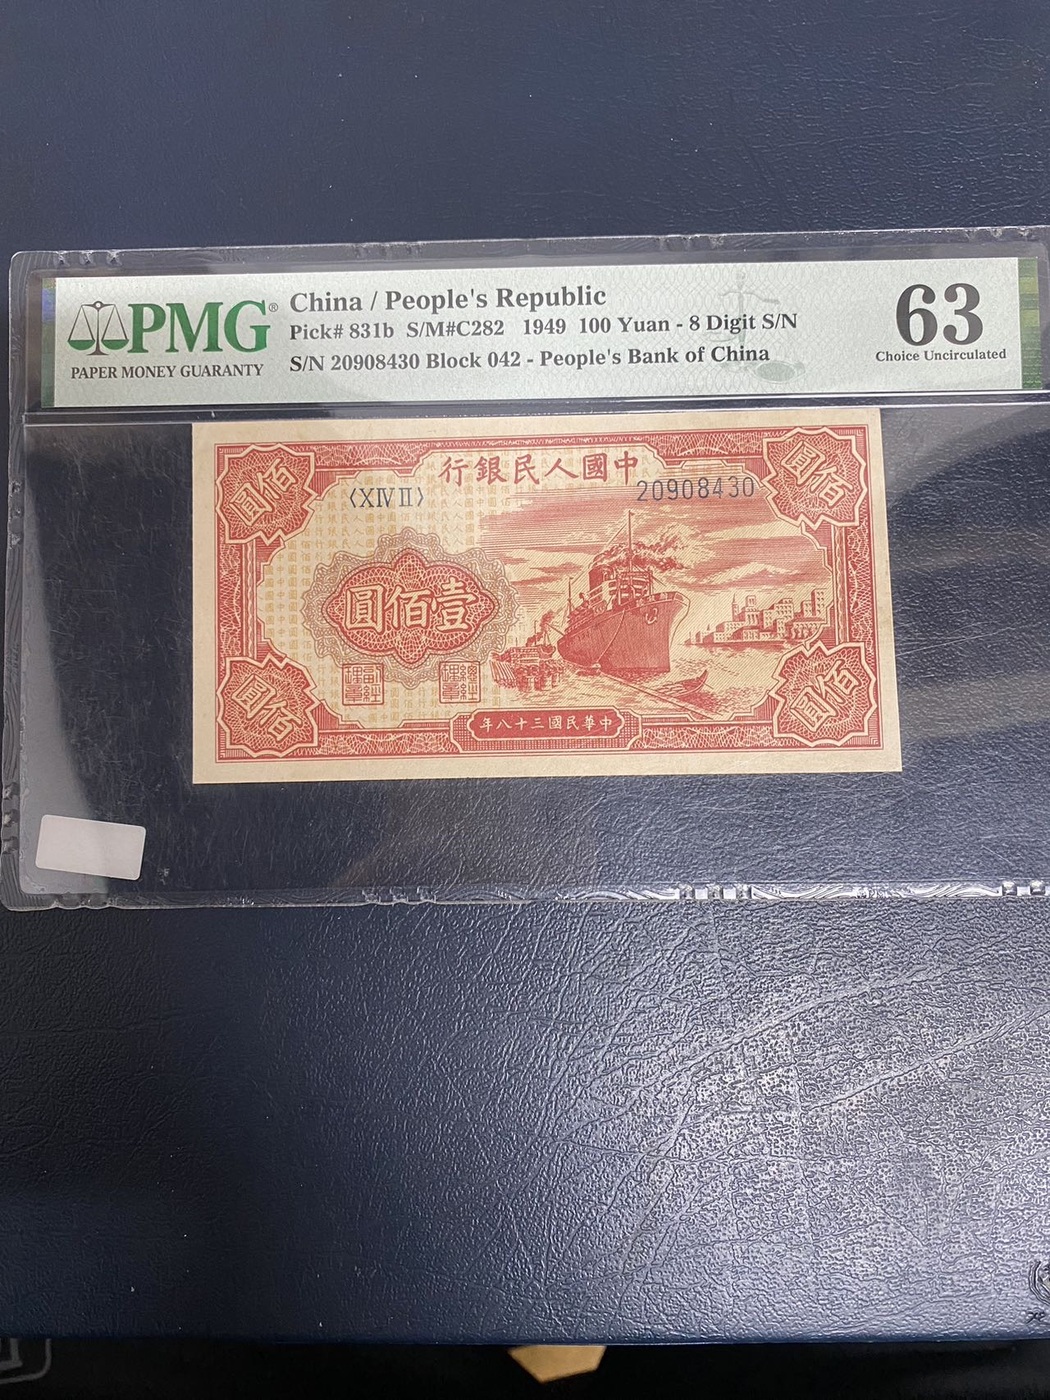 PMG®
PAPER MONEY GUARANTY
China / People's Republic
Pick# 831b S/M#C282 1949 100 Yuan - 8 Digit S/N
S/N 20908430 Block 042 - People's Bank of China
63
Choice Uncirculated
中國人民銀行
佰圓
佰圓
〈XIV II〉
20908430
壹佰圓
佰圓
佰圓
中華民國三十八年